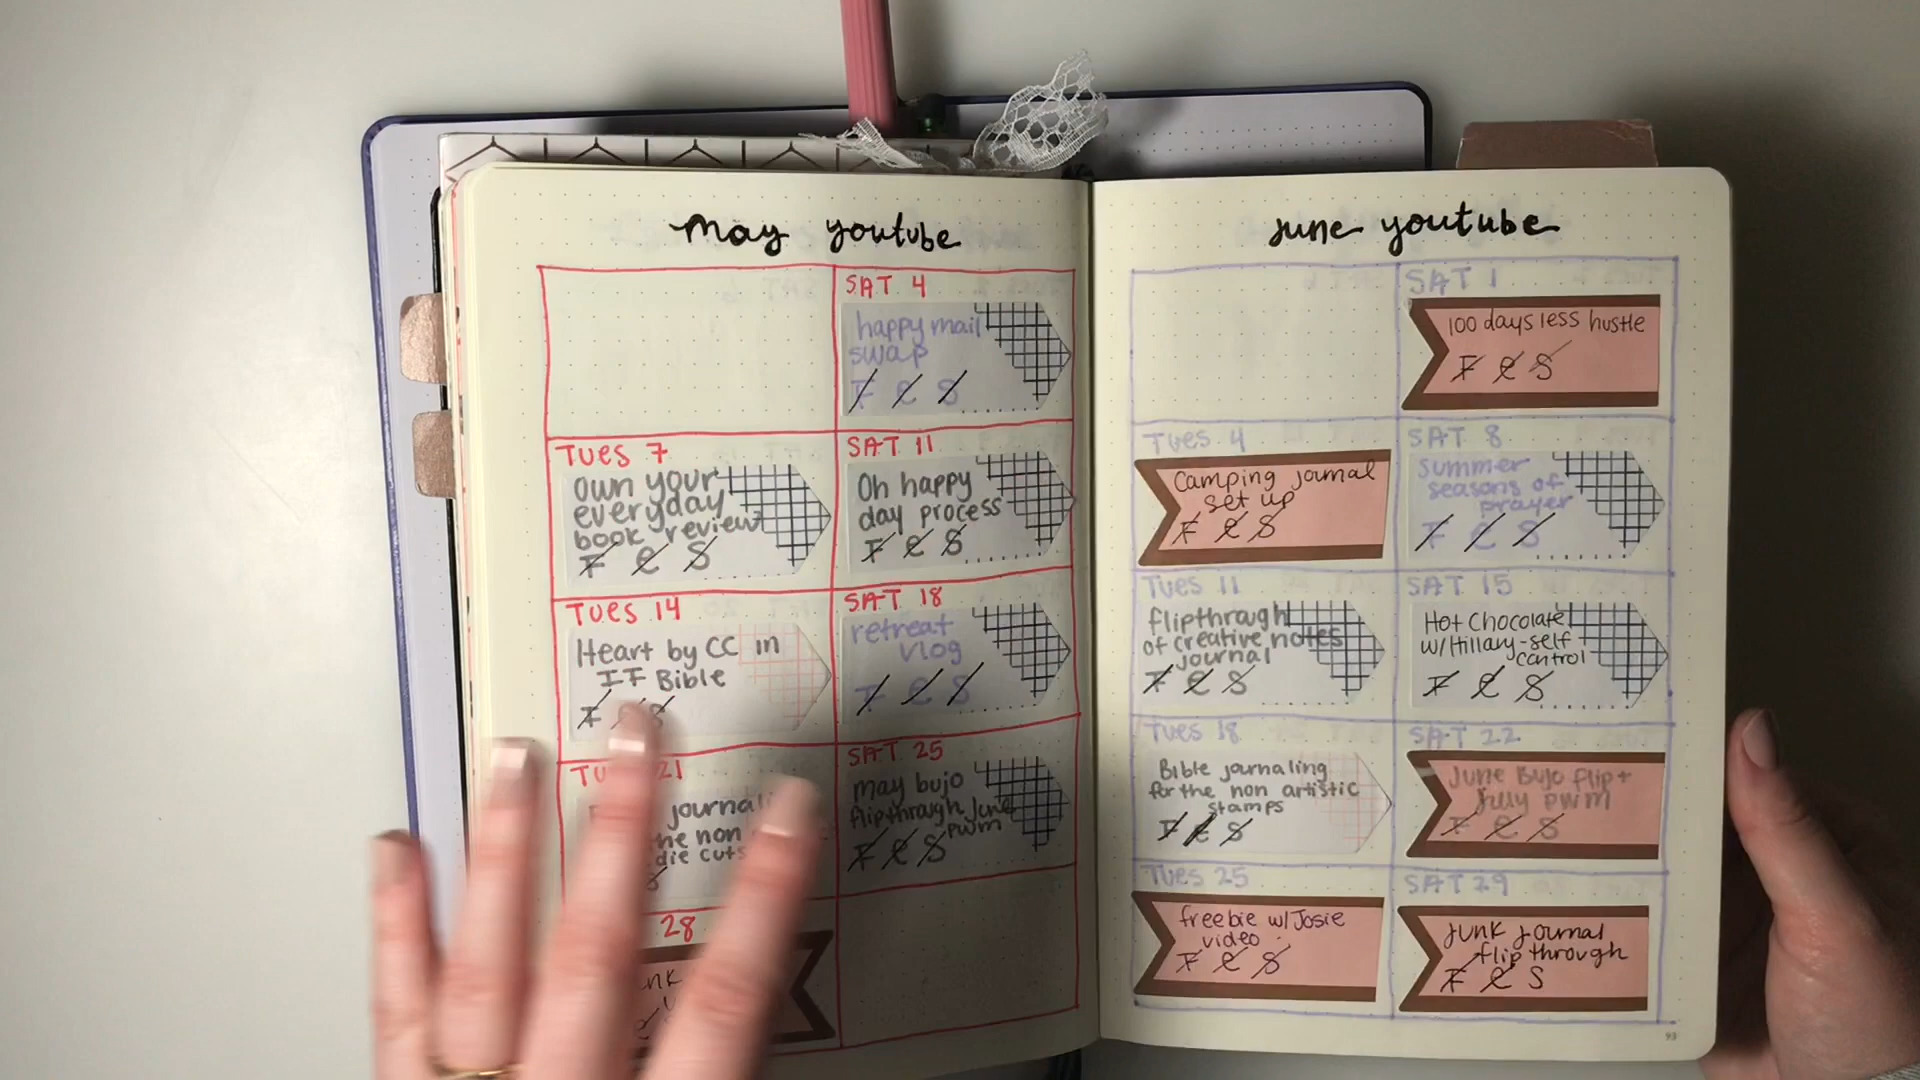 may youtube
SAT 4
happy mail
swap
F E S
TUES 7
own your
everyday
book review
F E S
SAT 11
Oh happy
day process
F E S
TUES 14
Heart by CC in
IF Bible
F E S
SAT 18
retreat
vlog
F E S
21
journali
the non
die cuts
S
SAT 25
may bujo
flipthrough June
pwm
F E S
28
june youtube
SAT 1
100 days less hustle
F E S
Tues 4
Camping journal
set up
F E S
SAT 8
summer
seasons of
prayer
F E S
Tues 11
flipthrough
of creative notes
journal
F E S
SAT 15
Hot Chocolate
w/Hillary-self
control
F E S
Tues 18
Bible journaling
for the non artistic
stamps
F E S
SAT 22
June Bujo flip +
July pwm
F E S
Tues 25
freebie w/Josie
video
F E S
SAT 29
junk journal
flip through
F E S
93